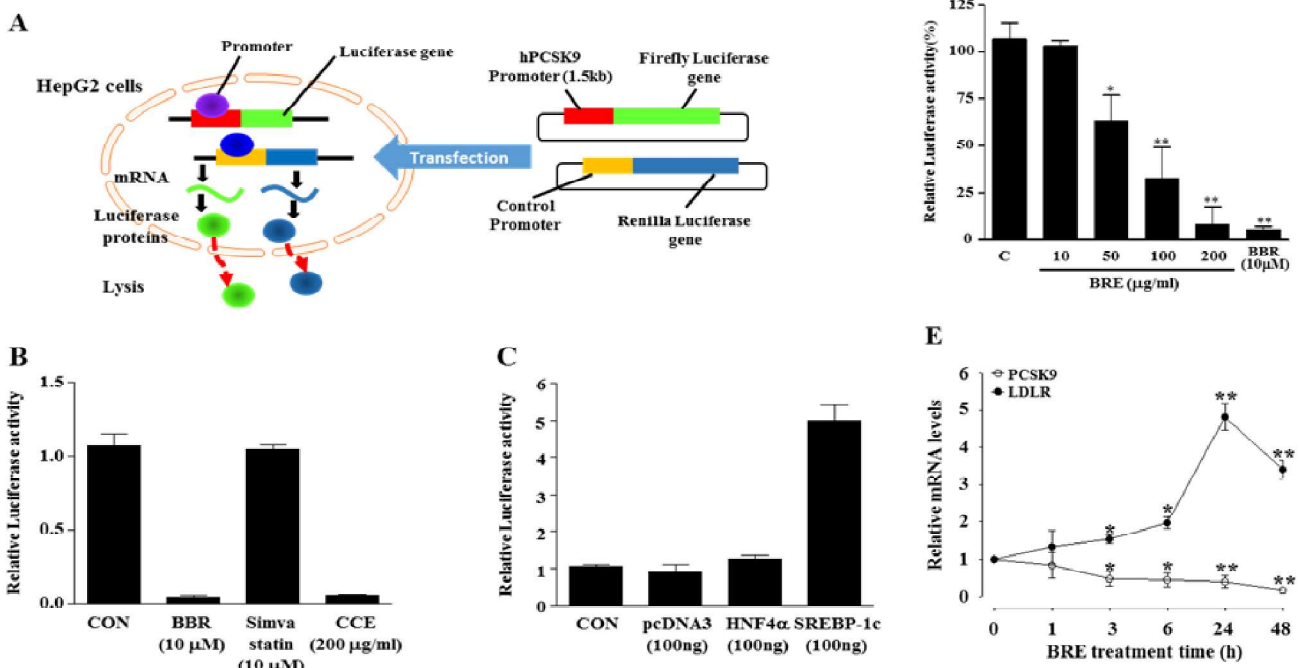 A
Promoter
Luciferase gene
HepG2 cells
mRNA
Luciferase
proteins
Lysis
Transfection
hPCSK9
Promoter (1.5kb)
Firefly Luciferase
gene
Control
Promoter
Renilla Luciferase
gene
Relative Luciferase activity(%)
125
100
75
50
25
0
*
**
**
**
C
10
50
100
200
BBR
(10μM)
BRE (μg/ml)
B
Relative Luciferase activity
1.5
1.0
0.5
0.0
CON
BBR
(10 μM)
Simva
statin
(10 μM)
CCE
(200 μg/ml)
C
Relative Luciferase activity
6
5
4
3
2
1
0
CON
pcDNA3
(100ng)
HNF4α
(100ng)
SREBP-1c
(100ng)
E
PCSK9
LDLR
Relative mRNA levels
6
5
4
3
2
1
0
*
*
**
**
*
*
**
**
0
1
3
6
24
48
BRE treatment time (h)